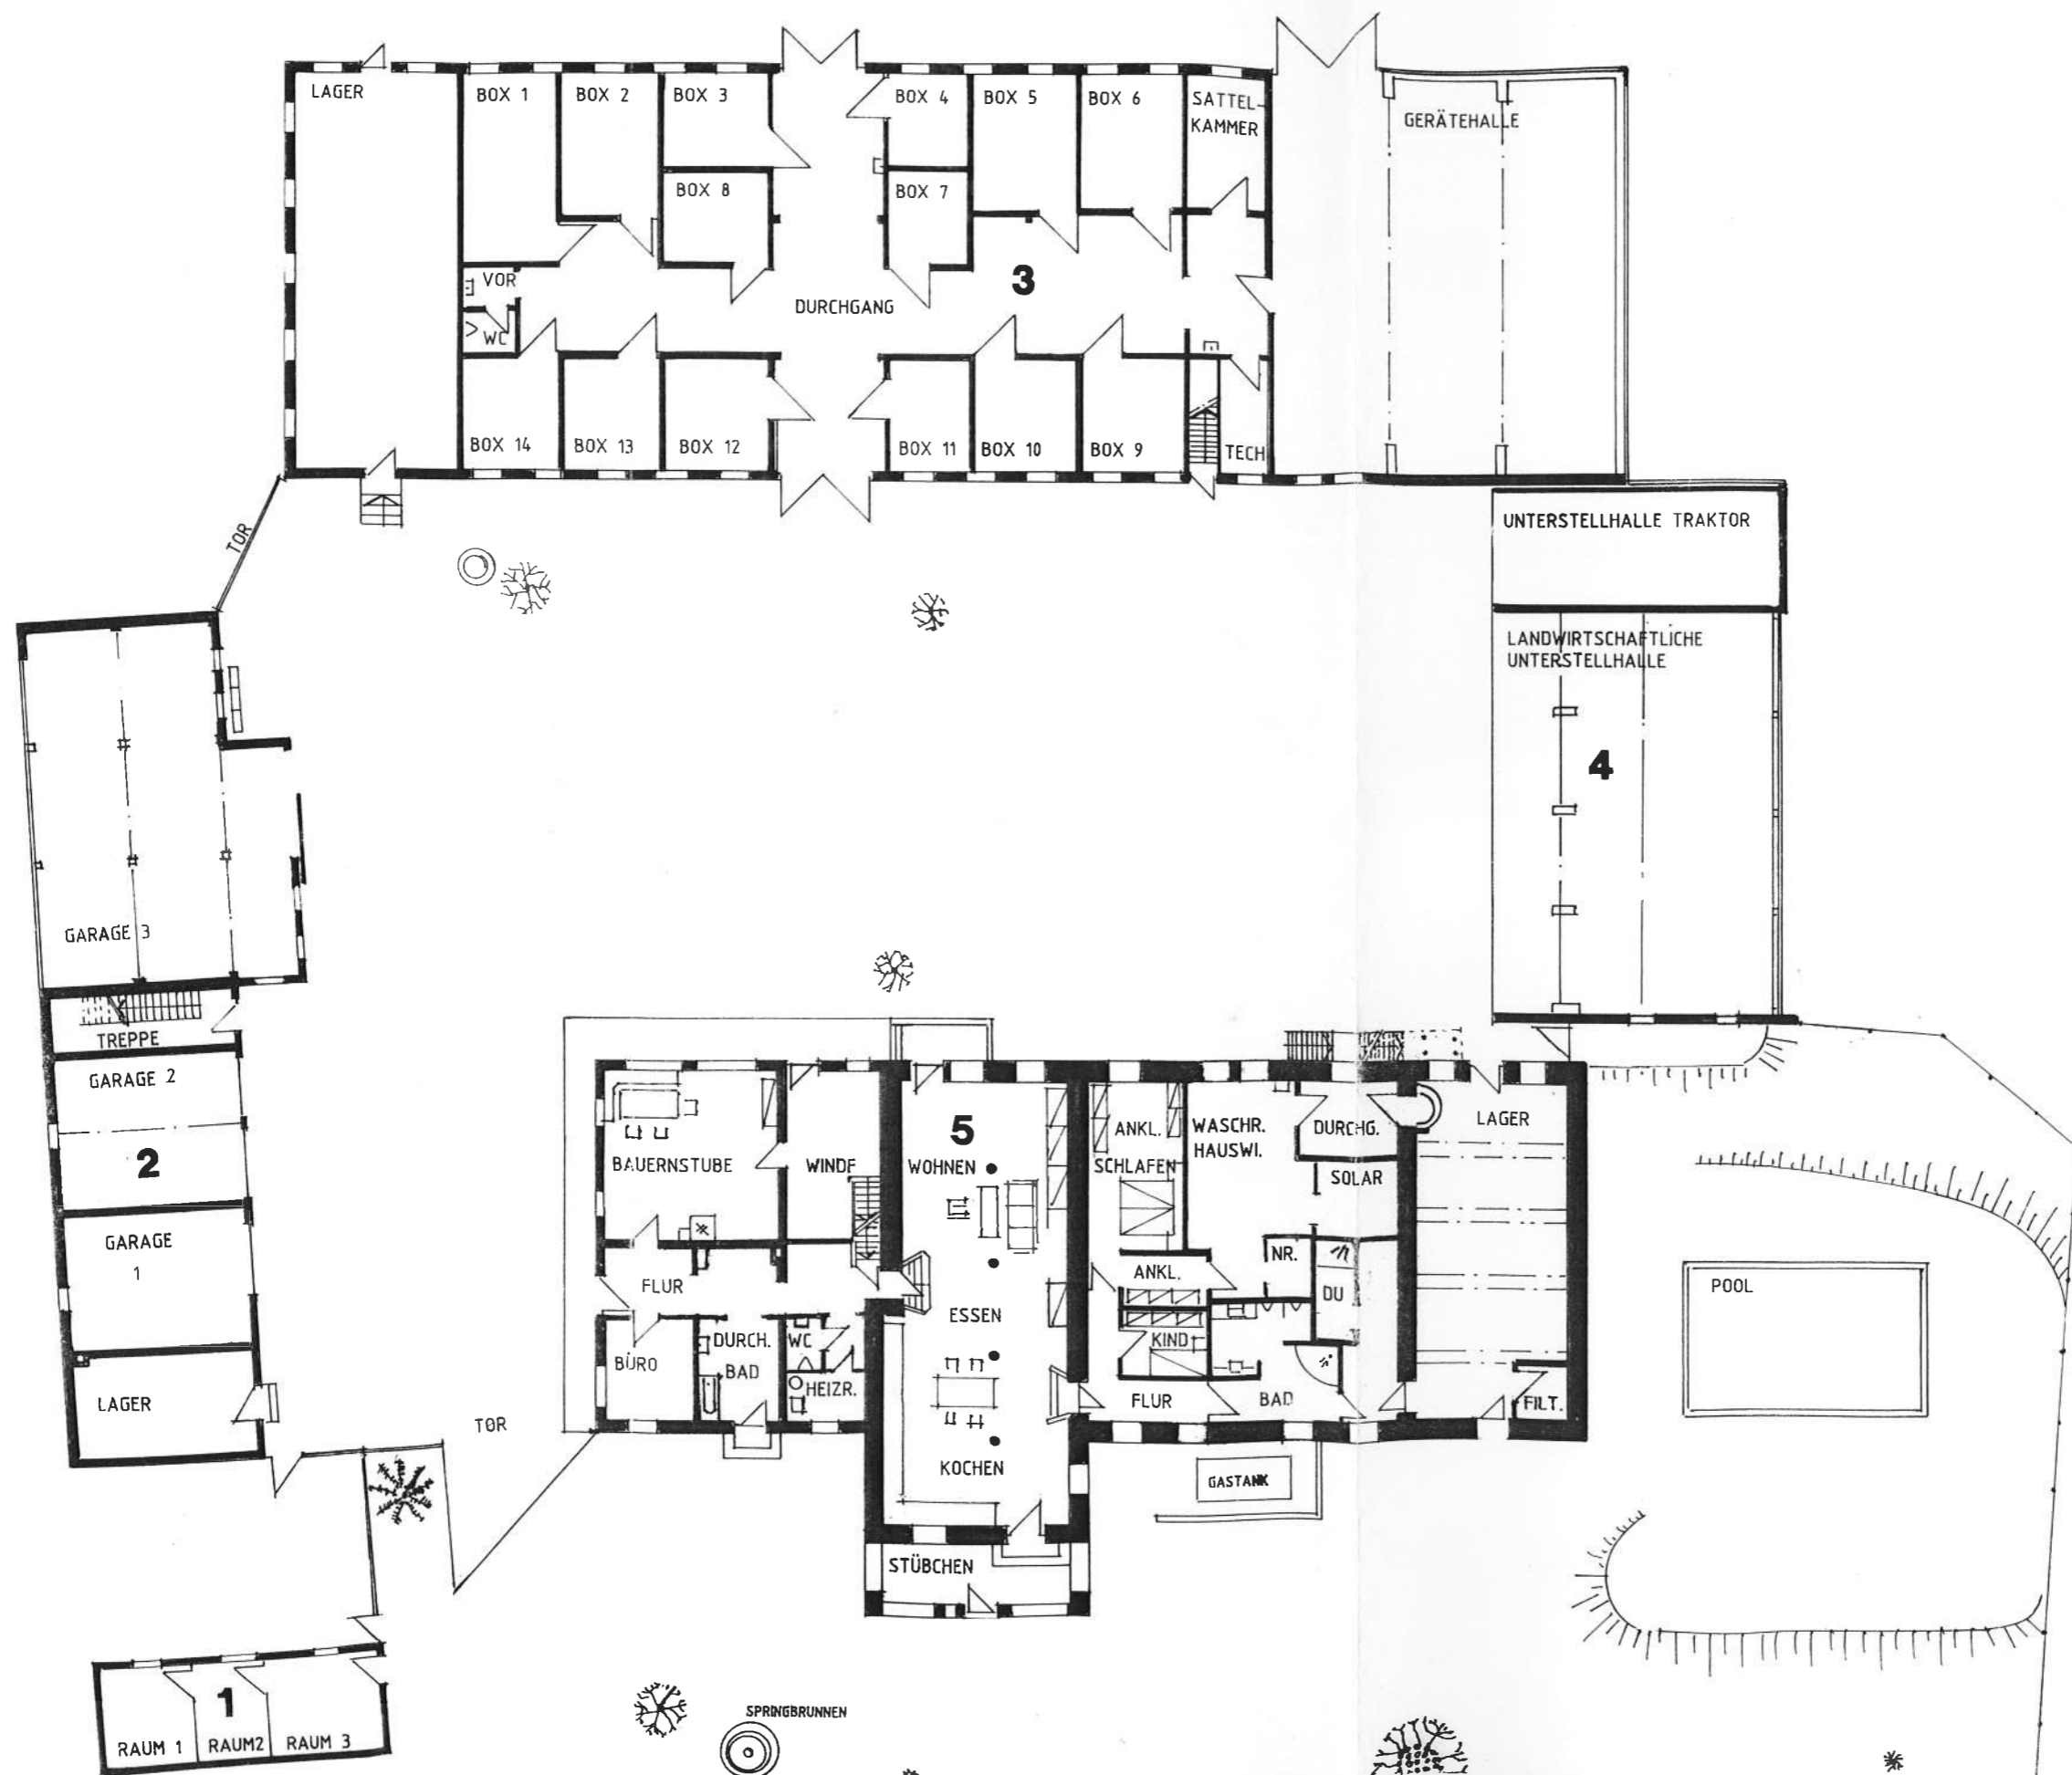 LAGER
BOX 1
BOX 2
BOX 3
BOX 4
BOX 5
BOX 6
SATTEL-
KAMMER
GERÄTEHALLE
BOX 8
BOX 7
VOR
WC
DURCHGANG
3
BOX 14
BOX 13
BOX 12
BOX 11
BOX 10
BOX 9
TECH
TOR
UNTERSTELLHALLE TRAKTOR
LANDWIRTSCHAFTLICHE
UNTERSTELLHALLE
4
GARAGE 3
TREPPE
GARAGE 2
2
GARAGE
1
LAGER
TOR
BAUERNSTUBE
WINDF
5
WOHNEN
ANKL.
SCHLAFEN
WASCHR.
HAUSWI.
DURCHG.
SOLAR
LAGER
FLUR
ANKL.
NR.
DU
ESSEN
BÜRO
DURCH.
BAD
WC
HEIZR.
KIND
FLUR
BAD
FILT.
POOL
KOCHEN
GASTANK
STÜBCHEN
1
RAUM 1
RAUM2
RAUM 3
SPRINGBRUNNEN